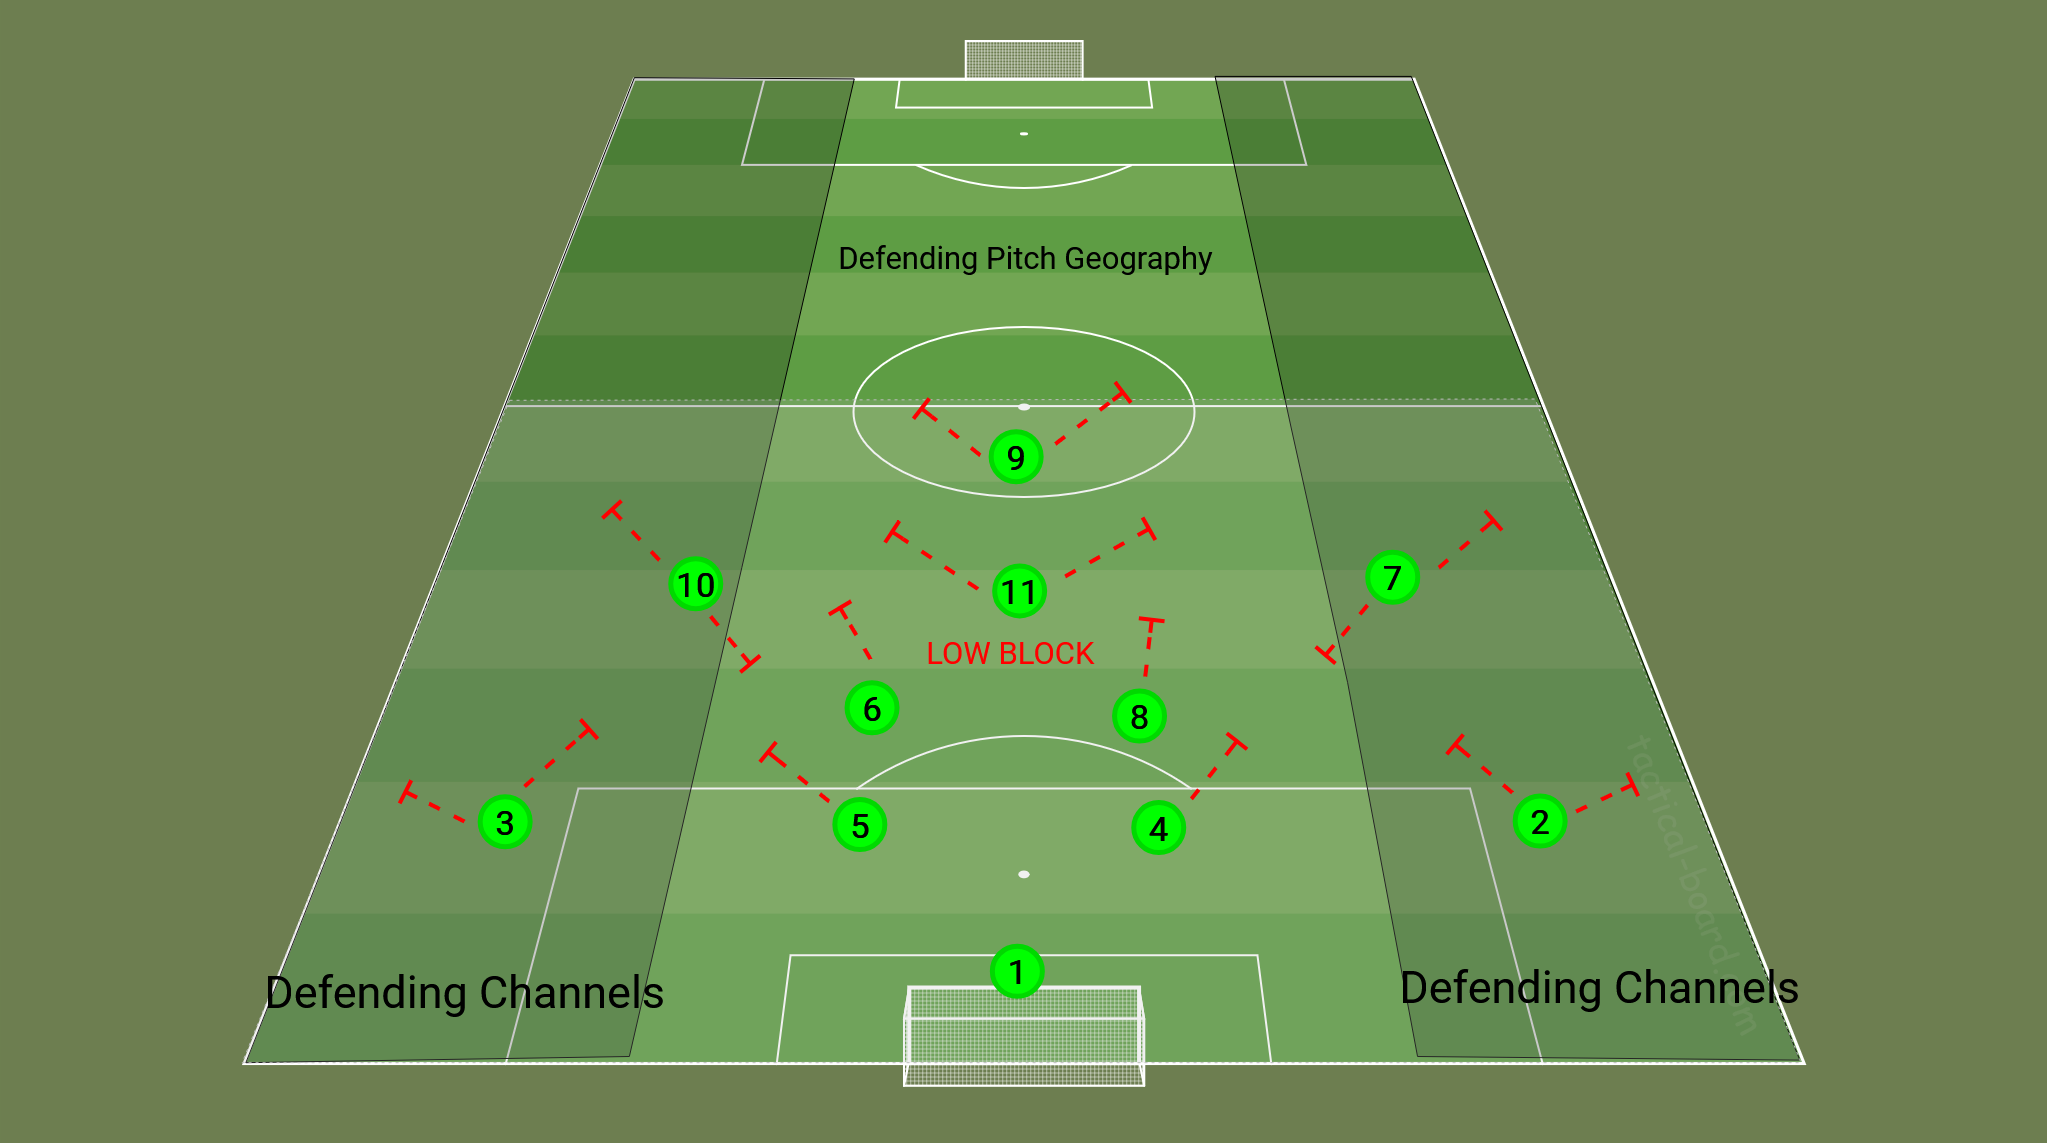 Defending Pitch Geography
9
10
11
7
LOW BLOCK
6
8
3
5
4
2
tactical-board.com
1
Defending Channels
Defending Channels